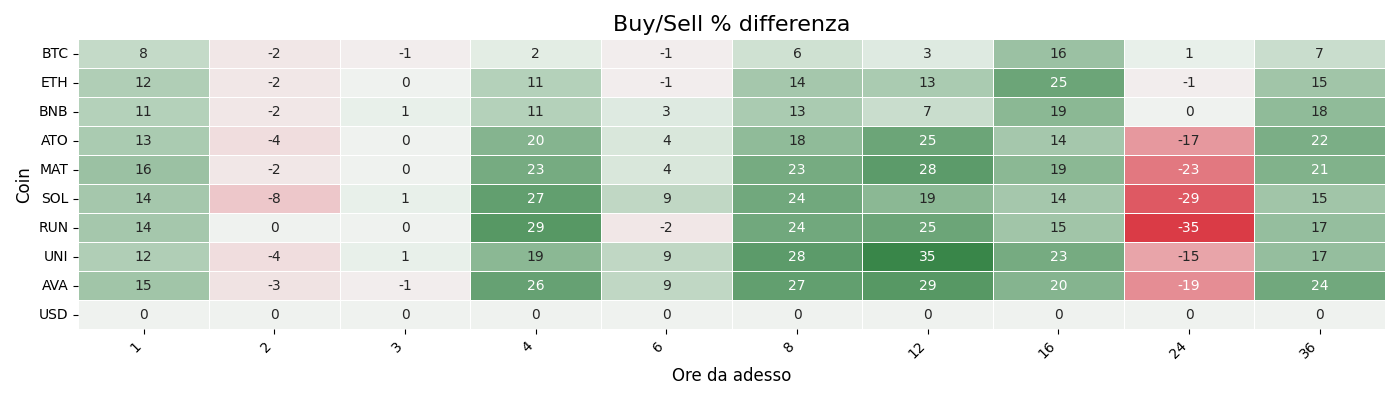 Buy/Sell % differenza
Coin
BTC 8 -2 -1 2 -1 6 3 16 1 7
ETH 12 -2 0 11 -1 14 13 25 -1 15
BNB 11 -2 1 11 3 13 7 19 0 18
ATO 13 -4 0 20 4 18 25 14 -17 22
MAT 16 -2 0 23 4 23 28 19 -23 21
SOL 14 -8 1 27 9 24 19 14 -29 15
RUN 14 0 0 29 -2 24 25 15 -35 17
UNI 12 -4 1 19 9 28 35 23 -15 17
AVA 15 -3 -1 26 9 27 29 20 -19 24
USD 0 0 0 0 0 0 0 0 0 0
1 2 3 4 6 8 12 16 24 36
Ore da adesso